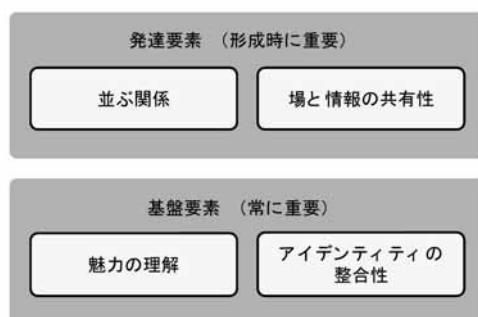 発達要素 （形成時に重要）
並ぶ関係
場と情報の共有性
基盤要素 （常に重要）
魅力の理解
アイデンティティの
整合性